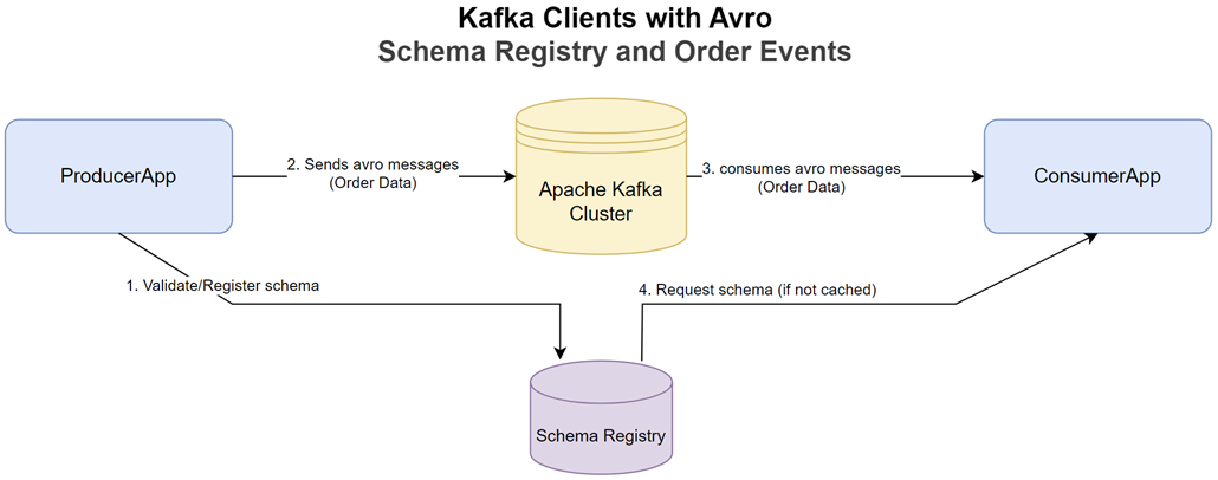 Kafka Clients with Avro
Schema Registry and Order Events
ProducerApp
2. Sends avro messages
(Order Data)
Apache Kafka
Cluster
3. consumes avro messages
(Order Data)
ConsumerApp
1. Validate/Register schema
4. Request schema (if not cached)
Schema Registry